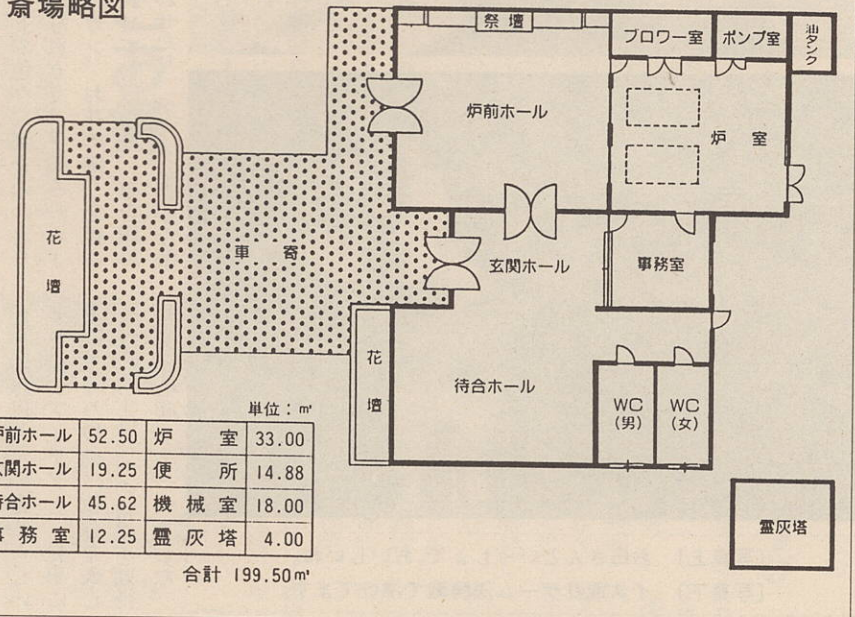 斎場略図
祭壇
ブロワー室
ポンプ室
油タンク
炉前ホール
炉室
花壇
車寄
玄関ホール
事務室
花壇
待合ホール
WC
(男)
WC
(女)
霊灰塔
単位:㎡
前ホール 52.50 炉室 33.00
関ホール 19.25 便所 14.88
合ホール 45.62 機械室 18.00
務室 12.25 霊灰塔 4.00
合計 199.50㎡